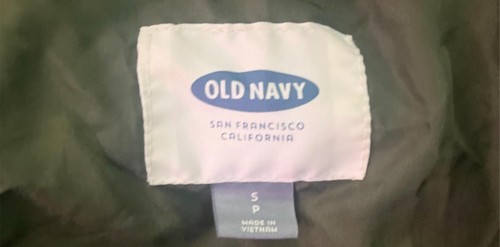 OLD NAVY
SAN FRANCISCO
CALIFORNIA
S
P
MADE IN
VIETNAM